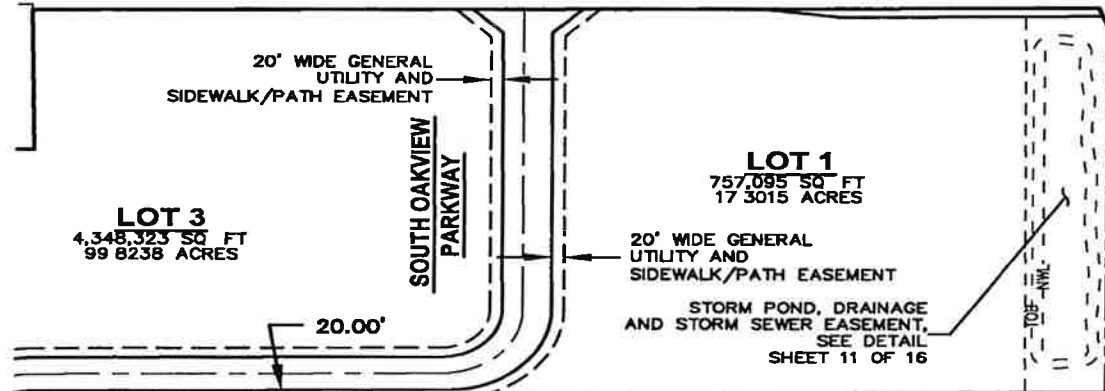 20' WIDE GENERAL
UTILITY AND
SIDEWALK/PATH EASEMENT
SOUTH OAKVIEW
PARKWAY
LOT 1
757,095 SQ FT
17 3015 ACRES
LOT 3
4,348,323 SQ FT
99 8238 ACRES
20' WIDE GENERAL
UTILITY AND
SIDEWALK/PATH EASEMENT
STORM POND, DRAINAGE
AND STORM SEWER EASEMENT,
SEE DETAIL
SHEET 11 OF 16
20.00'
NWL
TOB